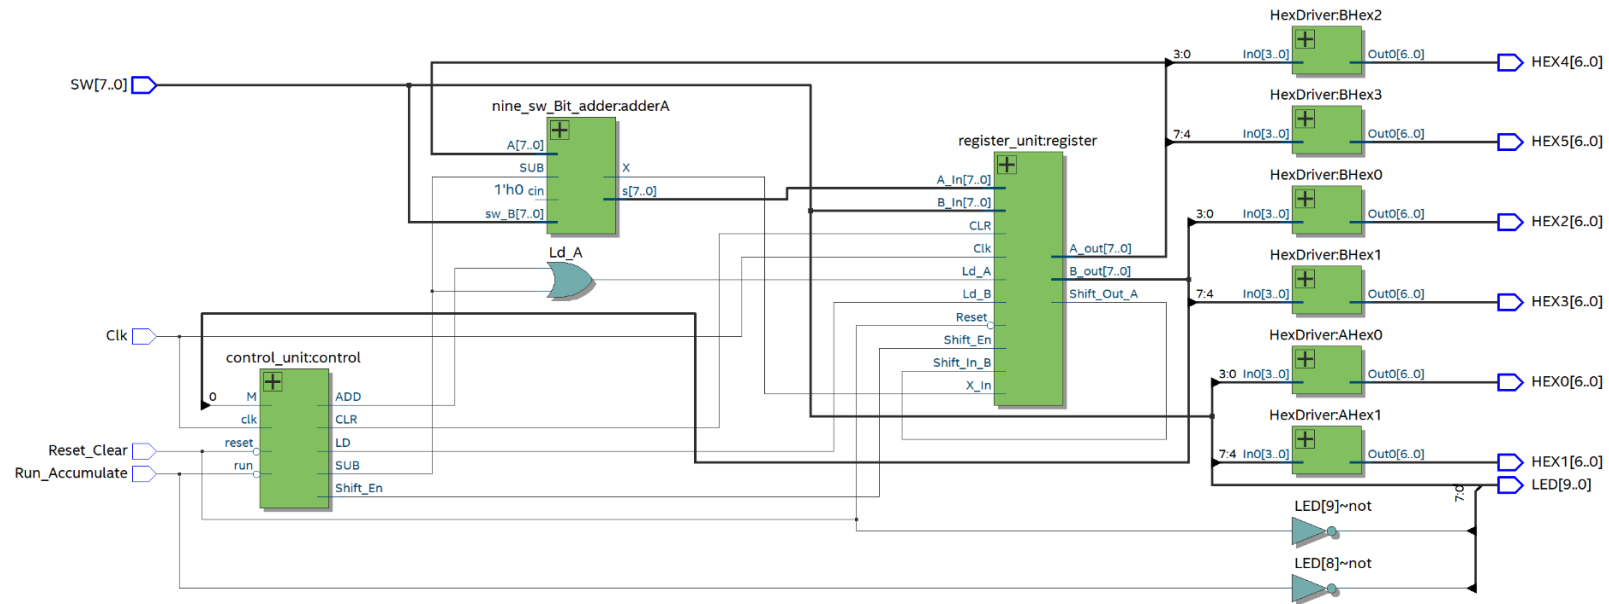 SW[7..0]
Clk
Reset_Clear
Run_Accumulate
nine_sw_Bit_adder:adderA
A[7..0]
SUB
1'h0 cin
sw_B[7..0]
X
s[7..0]
Ld_A
control_unit:control
0
M
clk
reset
run
ADD
CLR
LD
SUB
Shift_En
register_unit:register
A_In[7..0]
B_In[7..0]
CLR
Clk
Ld_A
Ld_B
Reset
Shift_En
Shift_In_B
X_In
A_out[7..0]
B_out[7..0]
Shift_Out_A
HexDriver:BHex2
3:0 In0[3..0] Out0[6..0] HEX4[6..0]
HexDriver:BHex3
7:4 In0[3..0] Out0[6..0] HEX5[6..0]
HexDriver:BHex0
3:0 In0[3..0] Out0[6..0] HEX2[6..0]
HexDriver:BHex1
7:4 In0[3..0] Out0[6..0] HEX3[6..0]
HexDriver:AHex0
3:0 In0[3..0] Out0[6..0] HEX0[6..0]
HexDriver:AHex1
7:4 In0[3..0] Out0[6..0] HEX1[6..0]
7:0 LED[9..0]
LED[9]~not
LED[8]~not